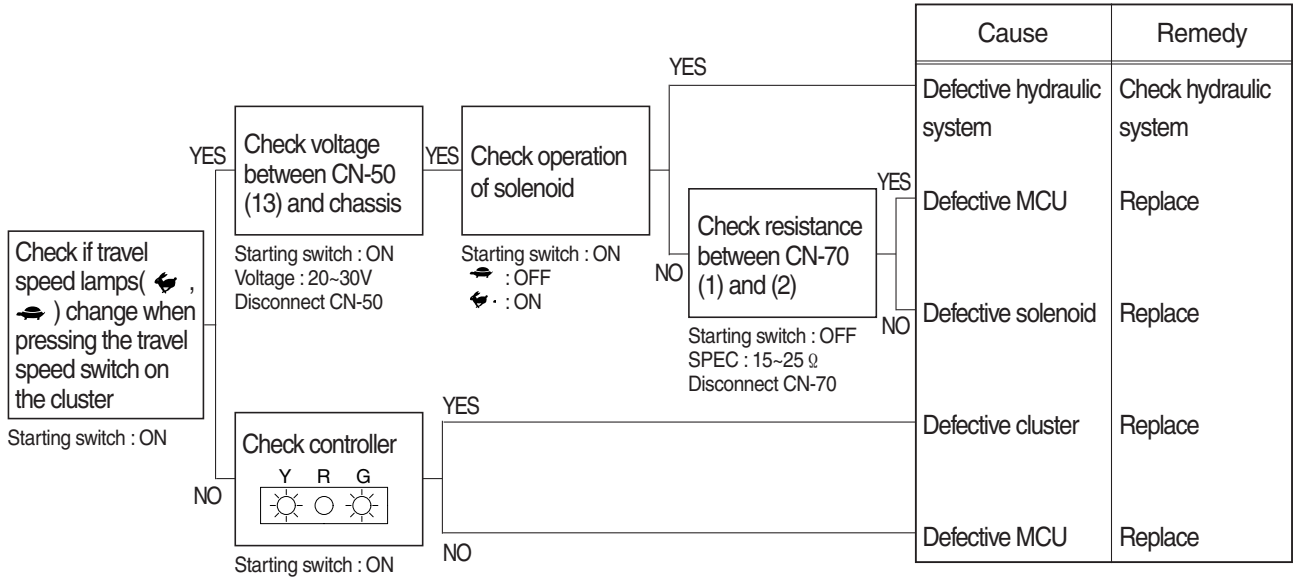 Check if travel
speed lamps( ,
) change when
pressing the travel
speed switch on
the cluster
Starting switch : ON
YES
NO
Check voltage
between CN-50
(13) and chassis
Starting switch : ON
Voltage : 20~30V
Disconnect CN-50
YES
Check operation
of solenoid
Starting switch : ON
: OFF
: ON
YES
NO
Check resistance
between CN-70
(1) and (2)
Starting switch : OFF
SPEC : 15~25 Ω
Disconnect CN-70
YES
NO
Check controller
Y R G
Starting switch : ON
YES
NO
Cause Remedy
Defective hydraulic Check hydraulic
system system
Defective MCU Replace
Defective solenoid Replace
Defective cluster Replace
Defective MCU Replace